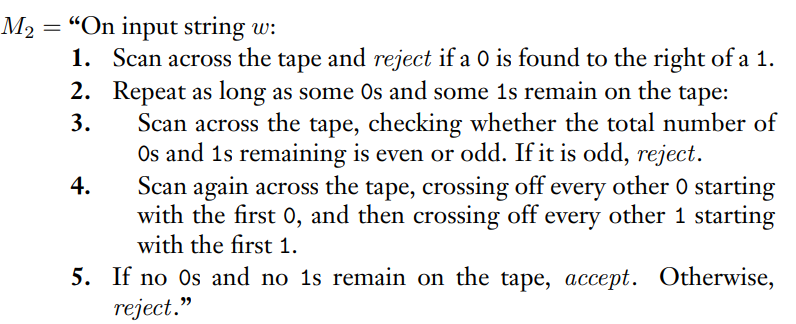 M₂ = “On input string w:
1. Scan across the tape and reject if a 0 is found to the right of a 1.
2. Repeat as long as some 0s and some 1s remain on the tape:
3. Scan across the tape, checking whether the total number of
0s and 1s remaining is even or odd. If it is odd, reject.
4. Scan again across the tape, crossing off every other 0 starting
with the first 0, and then crossing off every other 1 starting
with the first 1.
5. If no 0s and no 1s remain on the tape, accept. Otherwise,
reject.”